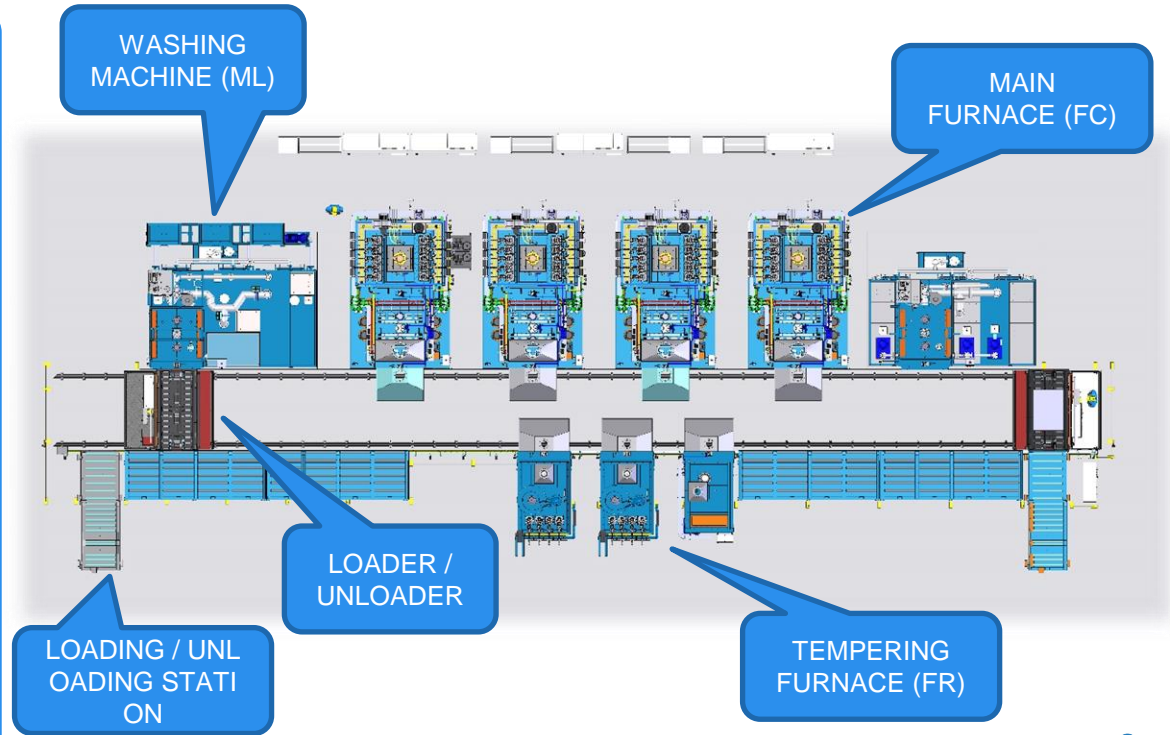 WASHING
MACHINE (ML)
MAIN
FURNACE (FC)
LOADER /
UNLOADER
LOADING / UNL
OADING STATI
ON
TEMPERING
FURNACE (FR)